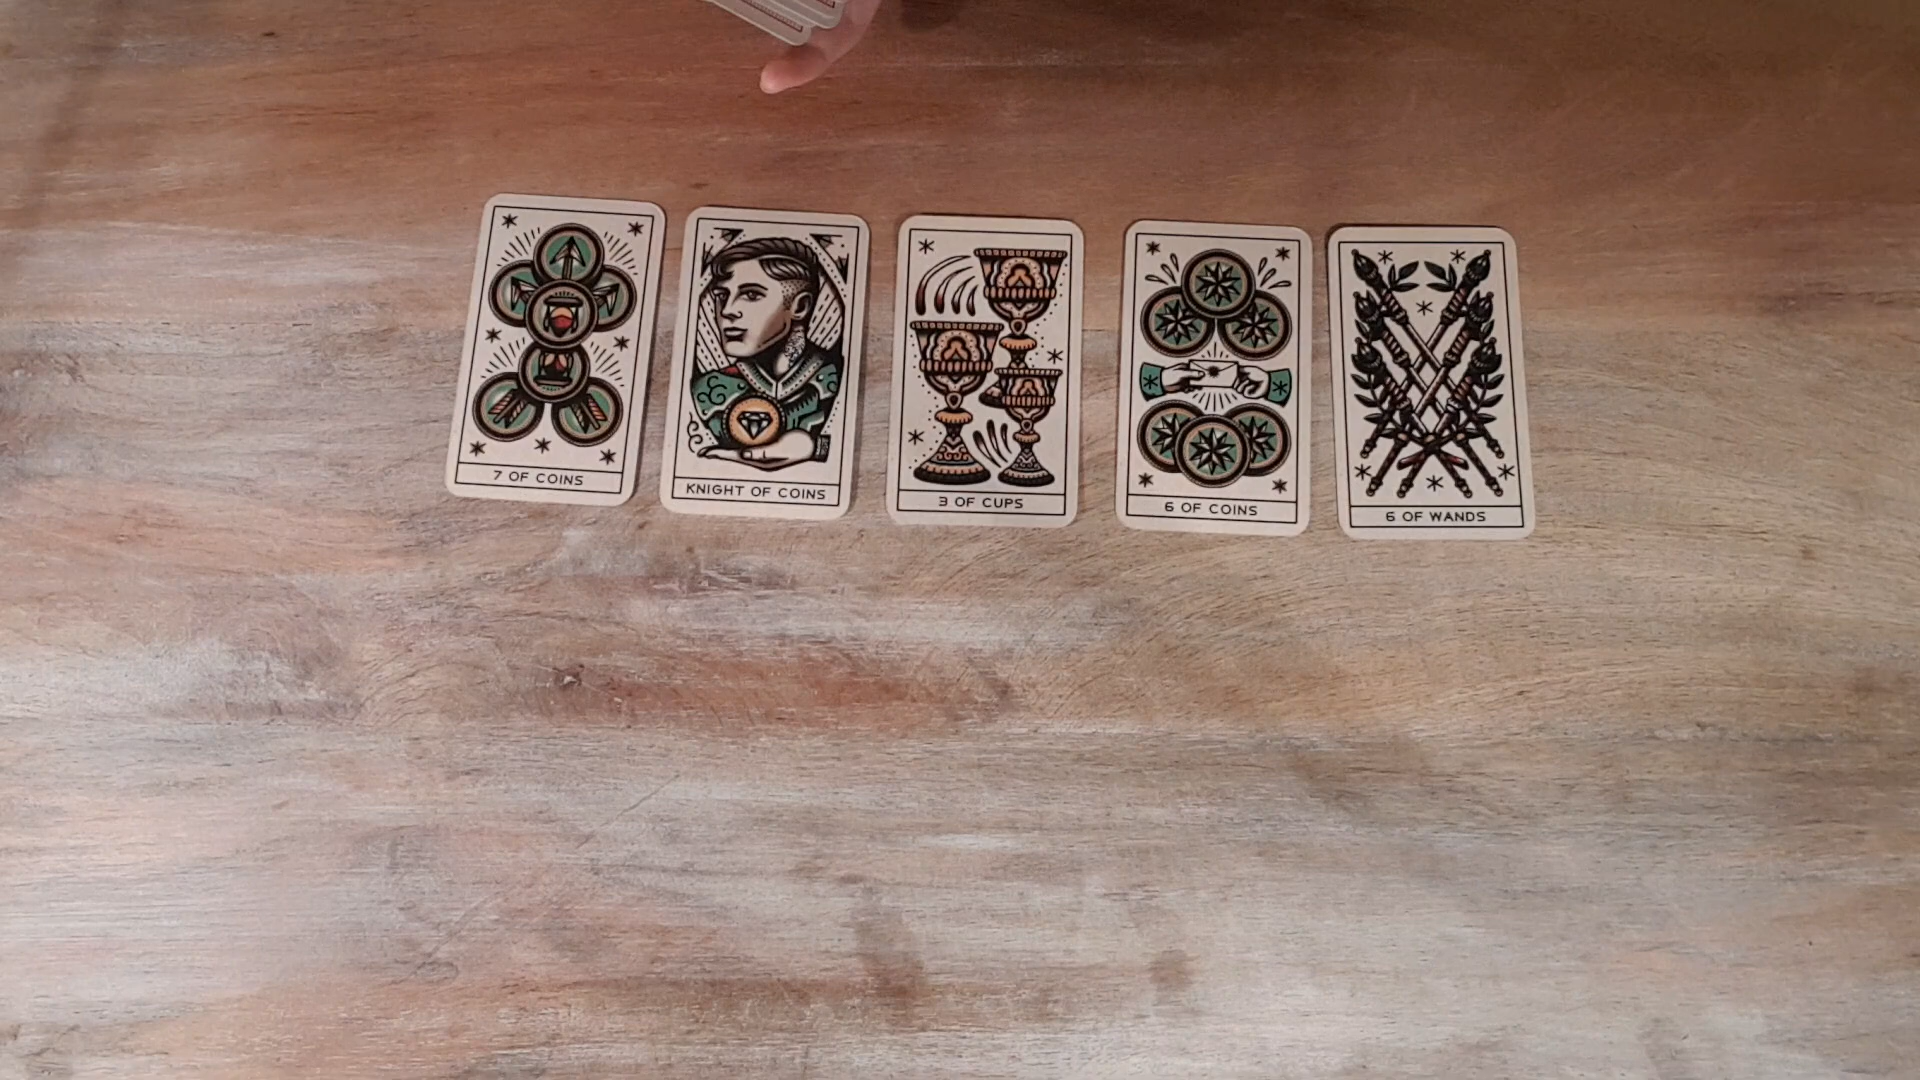 7 OF COINS
KNIGHT OF COINS
3 OF CUPS
6 OF COINS
6 OF WANDS